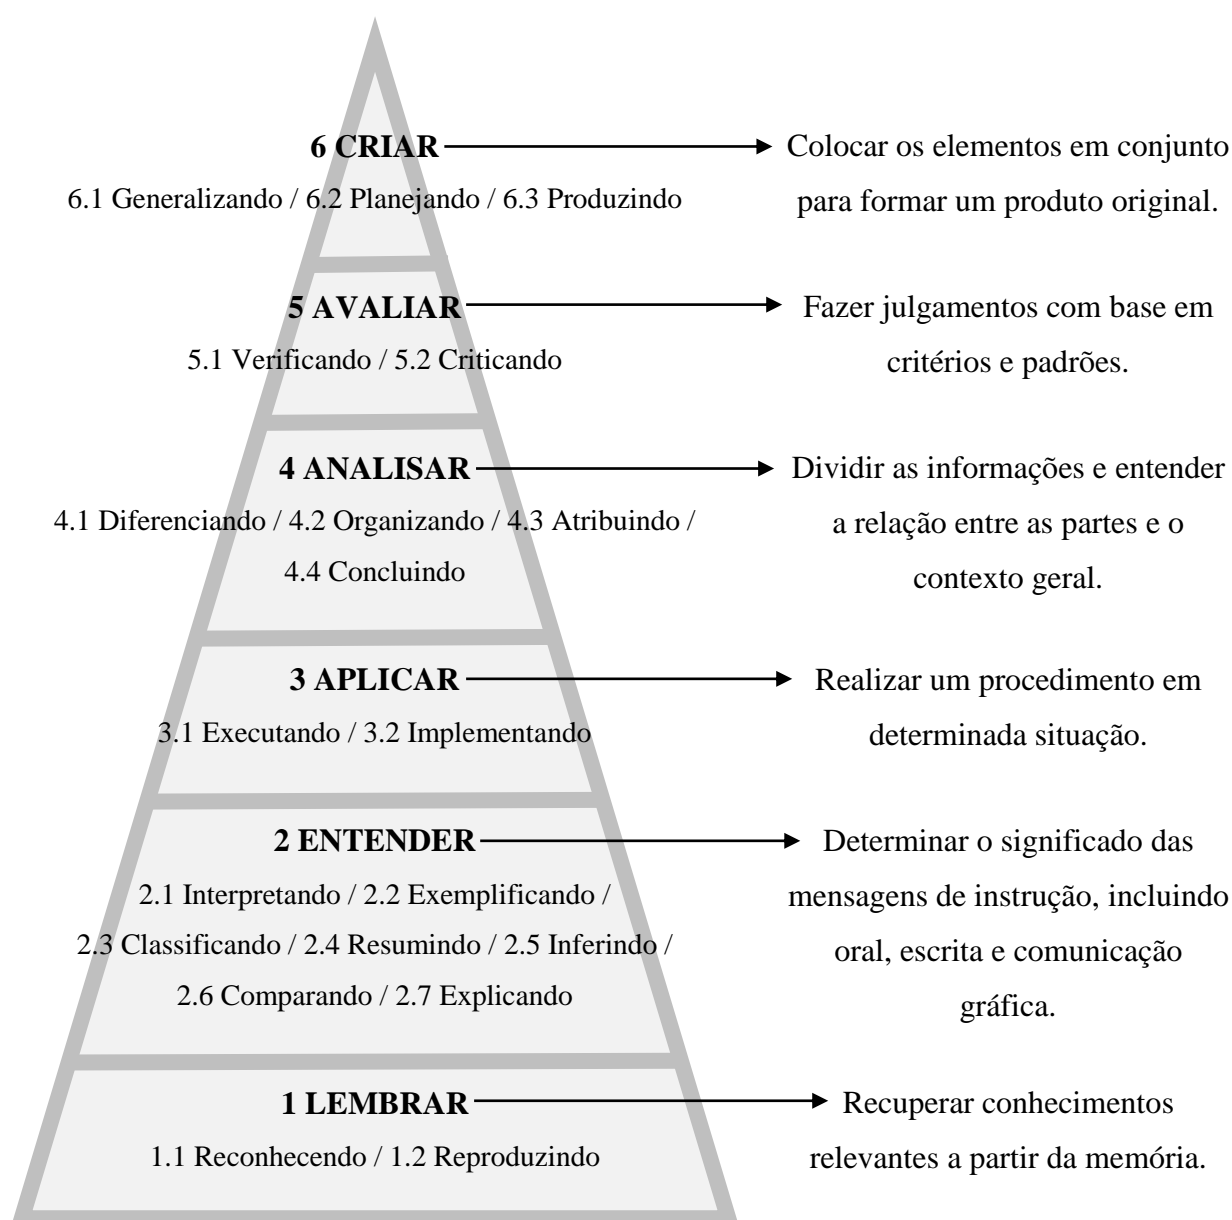 6 CRIAR
6.1 Generalizando / 6.2 Planejando / 6.3 Produzindo
Colocar os elementos em conjunto
para formar um produto original.
5 AVALIAR
5.1 Verificando / 5.2 Criticando
Fazer julgamentos com base em
critérios e padrões.
4 ANALISAR
4.1 Diferenciando / 4.2 Organizando / 4.3 Atribuindo /
4.4 Concluindo
Dividir as informações e entender
a relação entre as partes e o
contexto geral.
3 APLICAR
3.1 Executando / 3.2 Implementando
Realizar um procedimento em
determinada situação.
2 ENTENDER
2.1 Interpretando / 2.2 Exemplificando /
2.3 Classificando / 2.4 Resumindo / 2.5 Inferindo /
2.6 Comparando / 2.7 Explicando
Determinar o significado das
mensagens de instrução, incluindo
oral, escrita e comunicação
gráfica.
1 LEMBRAR
1.1 Reconhecendo / 1.2 Reproduzindo
Recuperar conhecimentos
relevantes a partir da memória.